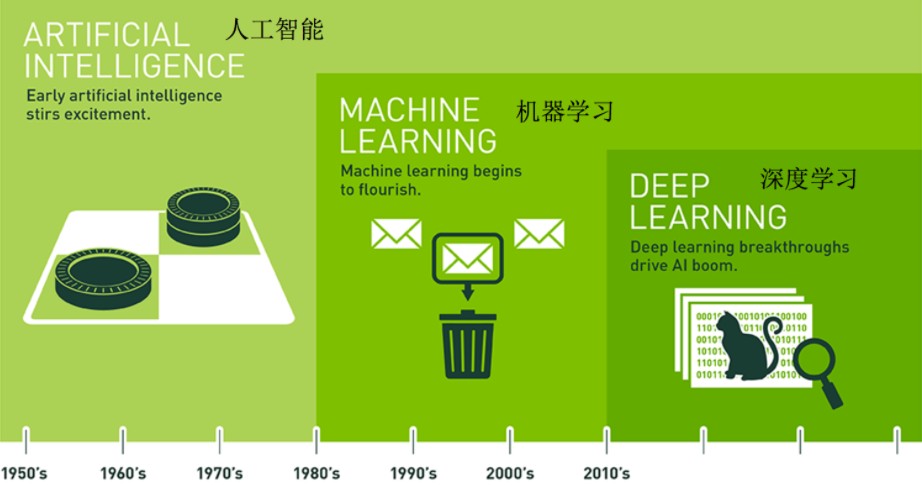 ARTIFICIAL
INTELLIGENCE
人工智能
Early artificial intelligence
stirs excitement.
MACHINE
LEARNING
机器学习
Machine learning begins
to flourish.
DEEP
LEARNING
深度学习
Deep learning breakthroughs
drive AI boom.
1950's 1960's 1970's 1980's 1990's 2000's 2010's